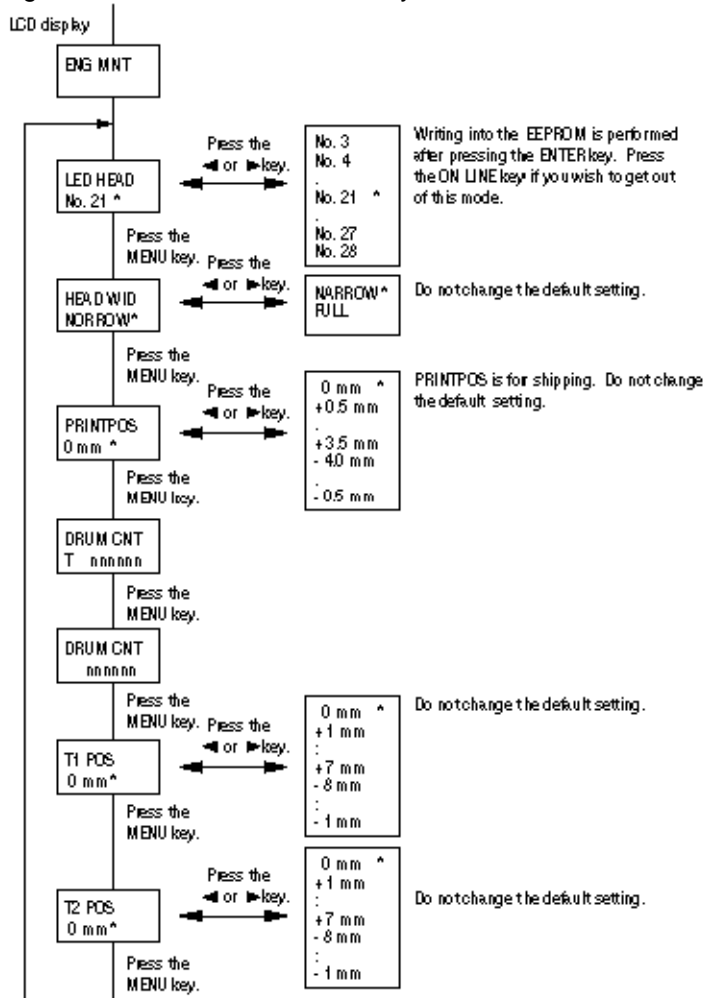 LCD display
ENG MNT
LED HEAD
No. 21 *
Press the
◄ or ► key.
No. 3
No. 4
.
No. 21 *
.
No. 27
No. 28
Writing into the EEPROM is performed
after pressing the ENTER key. Press
the ON LINE key if you wish to get out
of this mode.
Press the
MENU key.
HEAD WID
NORROW*
Press the
◄ or ► key.
NARROW*
FULL
Do not change the default setting.
Press the
MENU key.
PRINTPOS
0 mm *
Press the
◄ or ► key.
0 mm *
+0.5 mm
.
+3.5 mm
- 4.0 mm
.
- 0.5 mm
PRINTPOS is for shipping. Do not change
the default setting.
Press the
MENU key.
DRUM CNT
T nnnnnn
Press the
MENU key.
DRUM CNT
nnnnnn
Press the
MENU key.
T1 POS
0 mm*
Press the
◄ or ► key.
0 mm *
+1 mm
:
+7 mm
- 8 mm
:
- 1 mm
Do not change the default setting.
Press the
MENU key.
T2 POS
0 mm*
Press the
◄ or ► key.
0 mm *
+1 mm
:
+7 mm
- 8 mm
:
- 1 mm
Do not change the default setting.
Press the
MENU key.